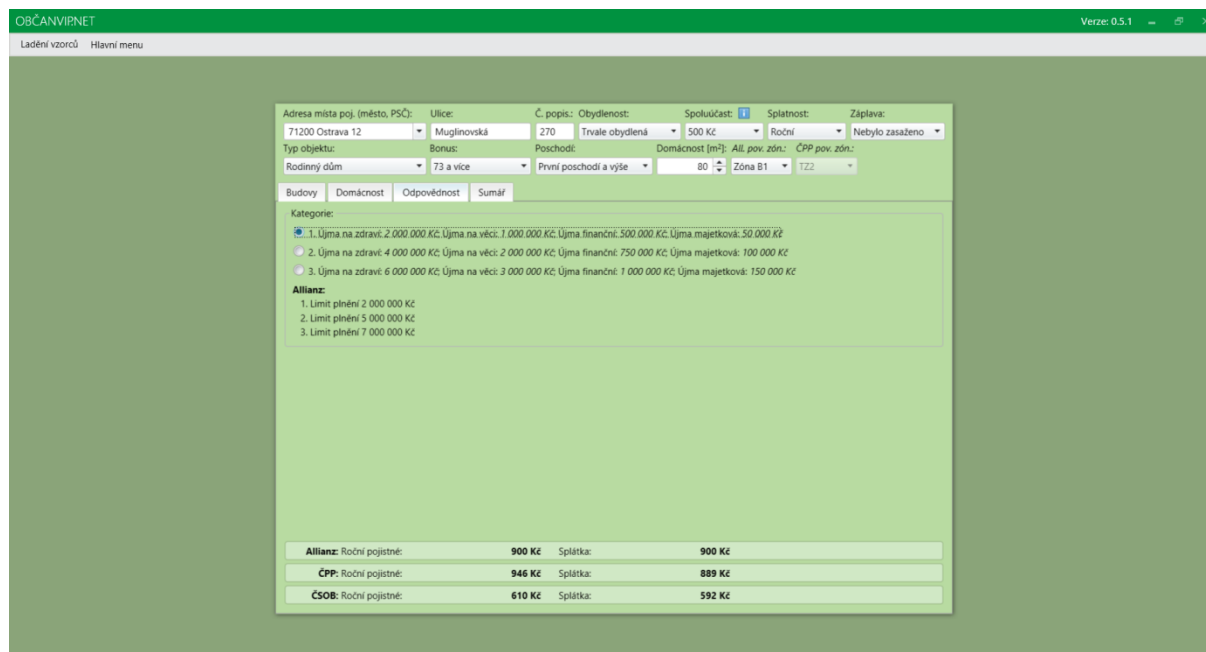 OBČANVIP.NET Verze: 0.5.1
Ladění vzorců Hlavní menu
Adresa místa poj. (město, PSČ): Ulice: Č. popis.: Obydlenost: Spoluúčast: i Splatnost: Záplava:
71200 Ostrava 12 Muglinovská 270 Trvale obydlená 500 Kč Roční Nebylo zasaženo
Typ objektu: Bonus: Poschodí: Domácnost [m²]: All. pov. zón.: ČPP pov. zón.:
Rodinný dům 73 a více První poschodí a výše 80 Zóna B1 TZ2
Budovy Domácnost Odpovědnost Sumář
Kategorie:
1. Újma na zdraví: 2 000 000 Kč; Újma na věci: 1 000 000 Kč; Újma finanční: 500 000 Kč; Újma majetková: 50 000 Kč
2. Újma na zdraví: 4 000 000 Kč; Újma na věci: 2 000 000 Kč; Újma finanční: 750 000 Kč; Újma majetková: 100 000 Kč
3. Újma na zdraví: 6 000 000 Kč; Újma na věci: 3 000 000 Kč; Újma finanční: 1 000 000 Kč; Újma majetková: 150 000 Kč
Allianz:
1. Limit plnění 2 000 000 Kč
2. Limit plnění 5 000 000 Kč
3. Limit plnění 7 000 000 Kč
Allianz: Roční pojistné: 900 Kč Splátka: 900 Kč
ČPP: Roční pojistné: 946 Kč Splátka: 889 Kč
ČSOB: Roční pojistné: 610 Kč Splátka: 592 Kč